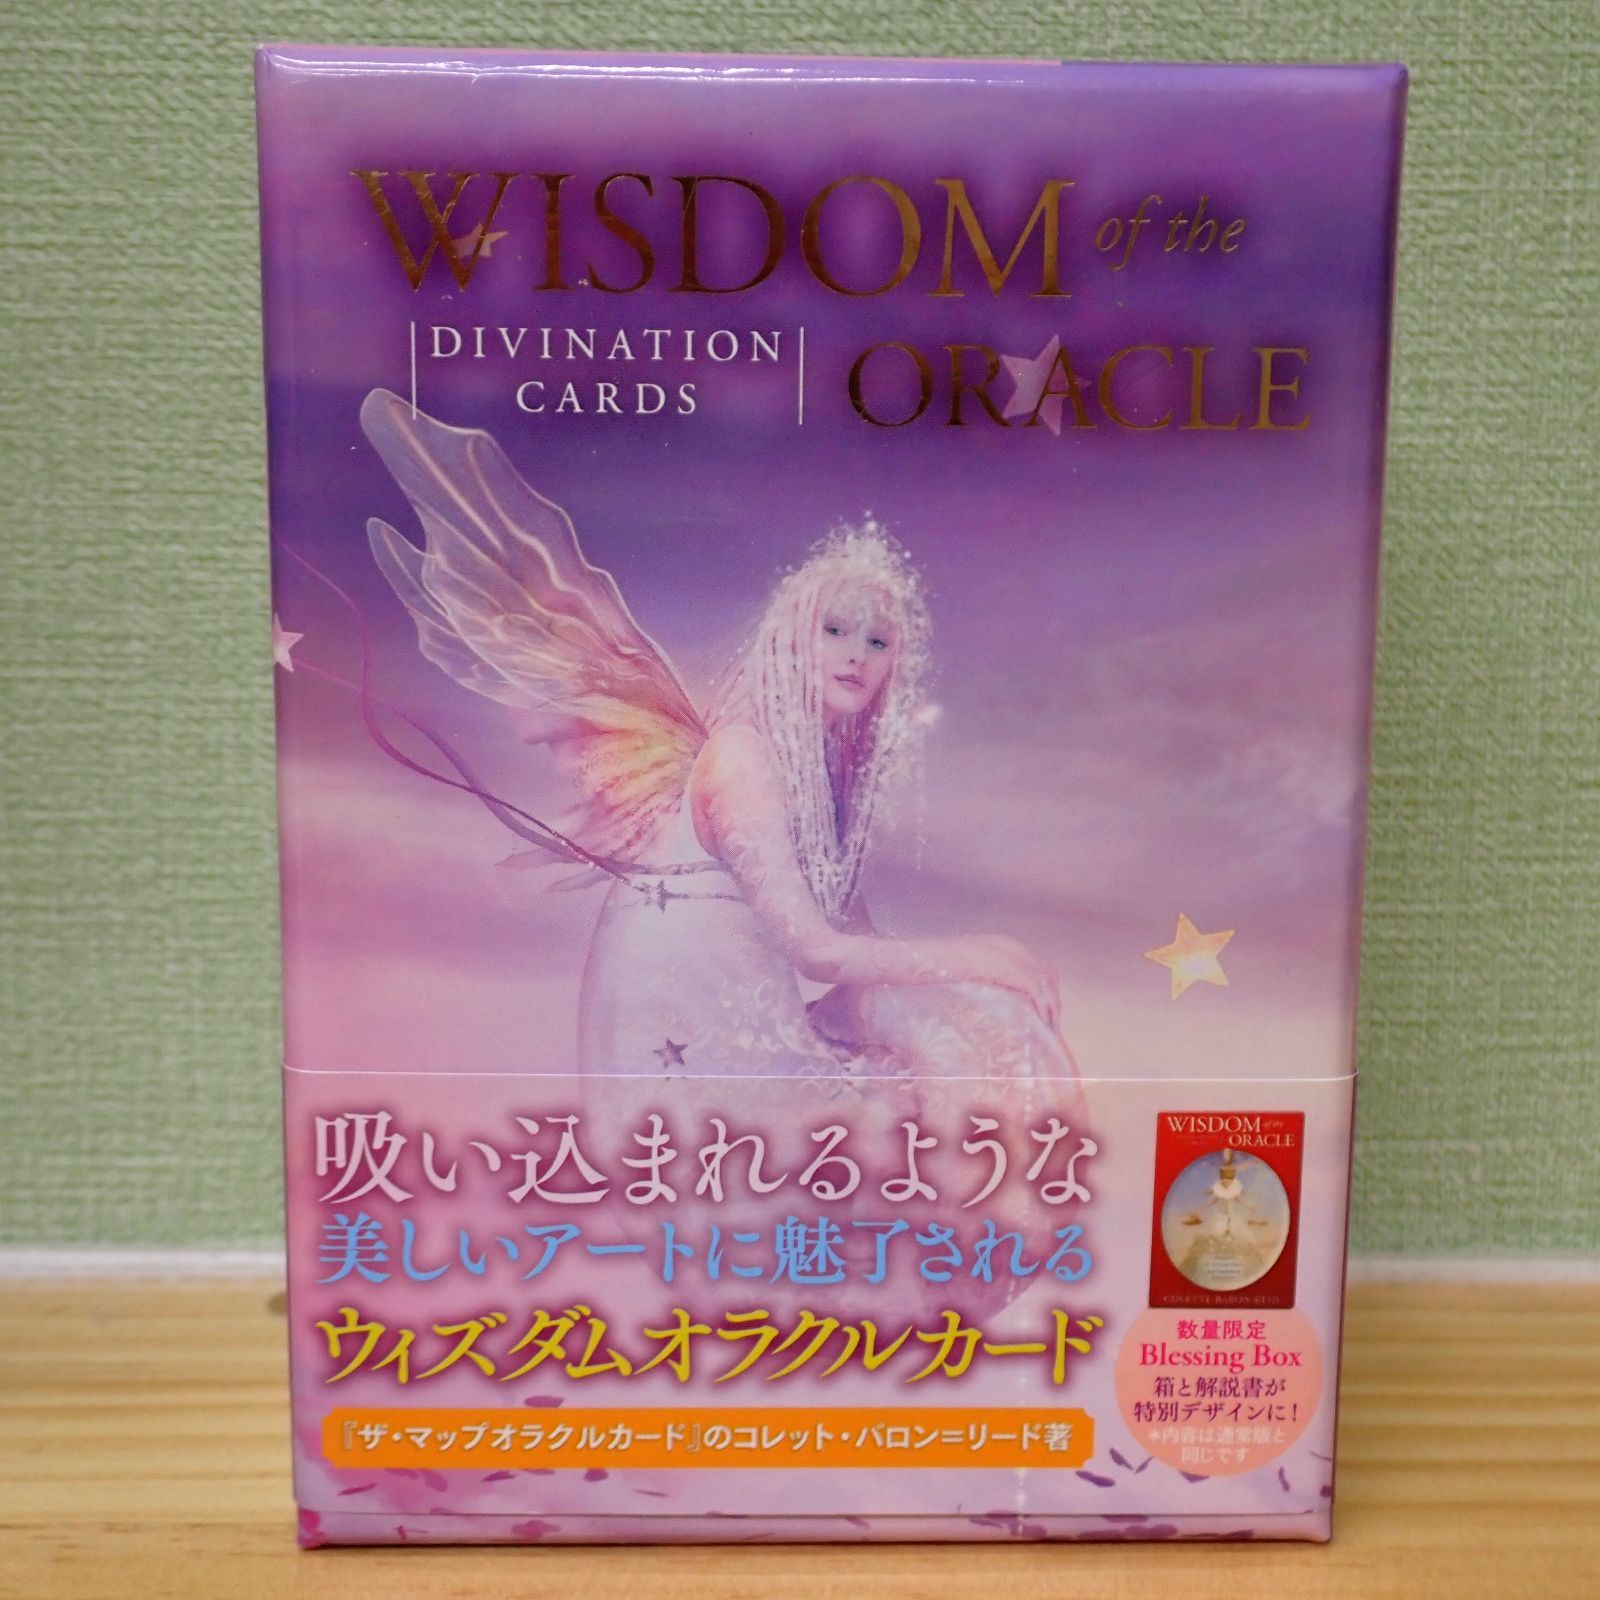 WISDOM of the
DIVINATION
CARDS
ORACLE
吸い込まれるような
美しいアートに魅了される
ウィズダムオラクルカード
『ザ・マップオラクルカード』のコレット・バロン=リード著
WISDOM of the
ORACLE
COLETTE BARON-REID
数量限定
Blessing Box
箱と解説書が
特別デザインに!
*内容は通常版と
同じです